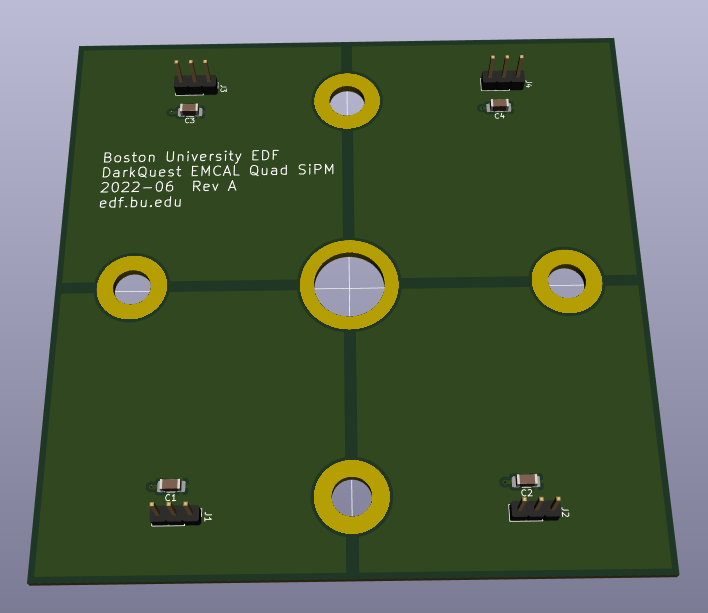 J3
J4
C3
C4
Boston University EDF
DarkQuest EMCAL Quad SiPM
2022-06 Rev A
edf.bu.edu
C1
C2
J1
J2